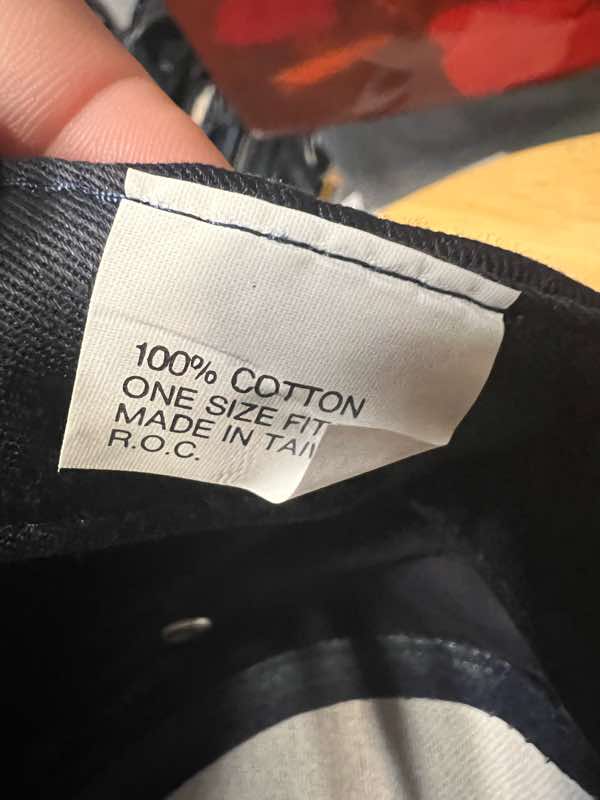 100% COTTON
ONE SIZE FIT
MADE IN TAI
R.O.C.